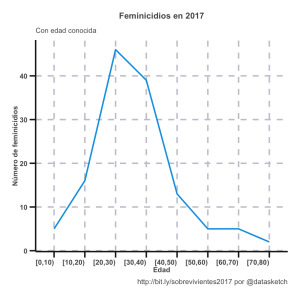 Feminicidios en 2017
Con edad conocida
Número de feminicidios
40
30
20
10
0
[0,10) [10,20) [20,30) [30,40) [40,50) [50,60) [60,70) [70,80)
Edad
http://bit.ly/sobrevivientes2017 por @datasketch